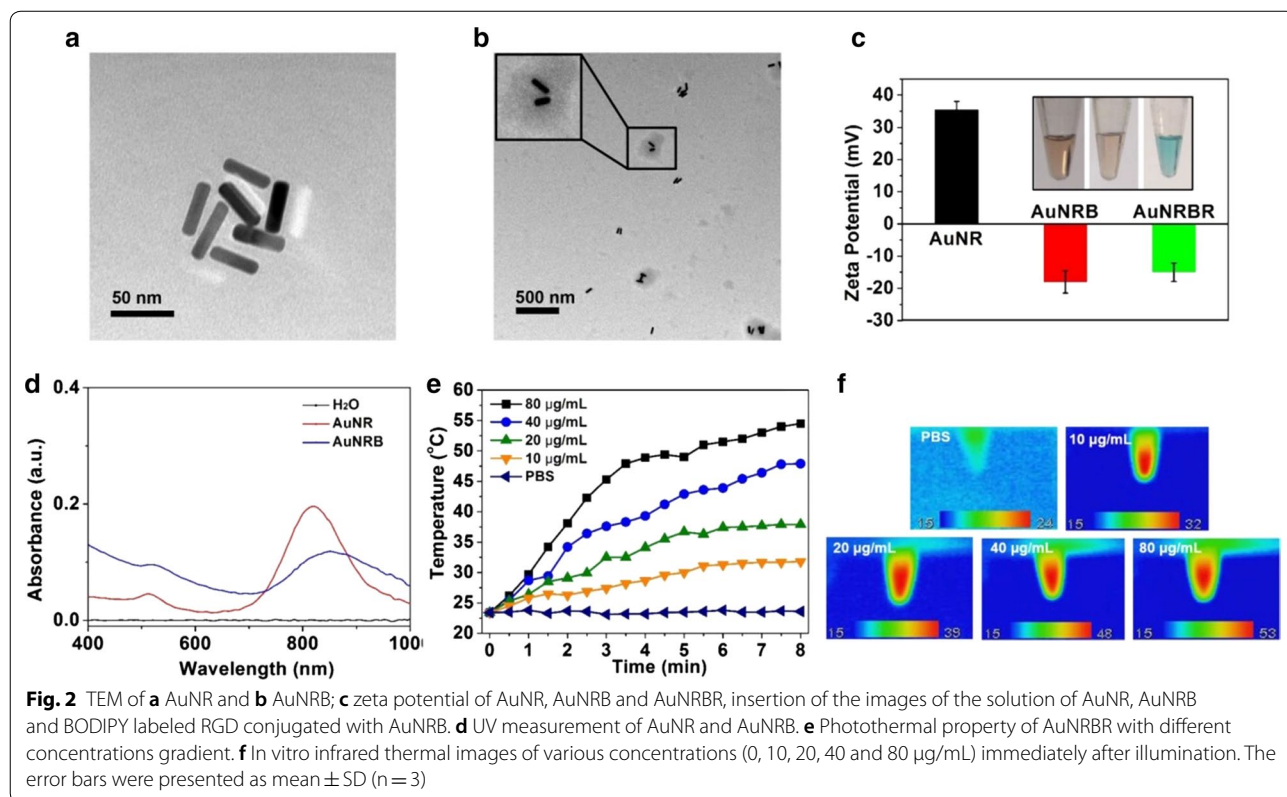 a
50 nm
b
500 nm
c
Zeta Potential (mV)
40
30
20
10
0
-10
-20
-30
AuNR
AuNRB
AuNRBR
d
Absorbance (a.u.)
0.4
0.2
0.0
400
600
800
1000
Wavelength (nm)
H2O
AuNR
AuNRB
e
Temperature (°C)
60
55
50
45
40
35
30
25
20
0
1
2
3
4
5
6
7
8
Time (min)
80 μg/mL
40 μg/mL
20 μg/mL
10 μg/mL
PBS
f
PBS
15
24
10 μg/mL
15
32
20 μg/mL
15
39
40 μg/mL
15
48
80 μg/mL
15
53
Fig. 2 TEM of a AuNR and b AuNRB; c zeta potential of AuNR, AuNRB and AuNRBR, insertion of the images of the solution of AuNR, AuNRB
and BODIPY labeled RGD conjugated with AuNRB. d UV measurement of AuNR and AuNRB. e Photothermal property of AuNRBR with different
concentrations gradient. f In vitro infrared thermal images of various concentrations (0, 10, 20, 40 and 80 μg/mL) immediately after illumination. The
error bars were presented as mean ± SD (n = 3)